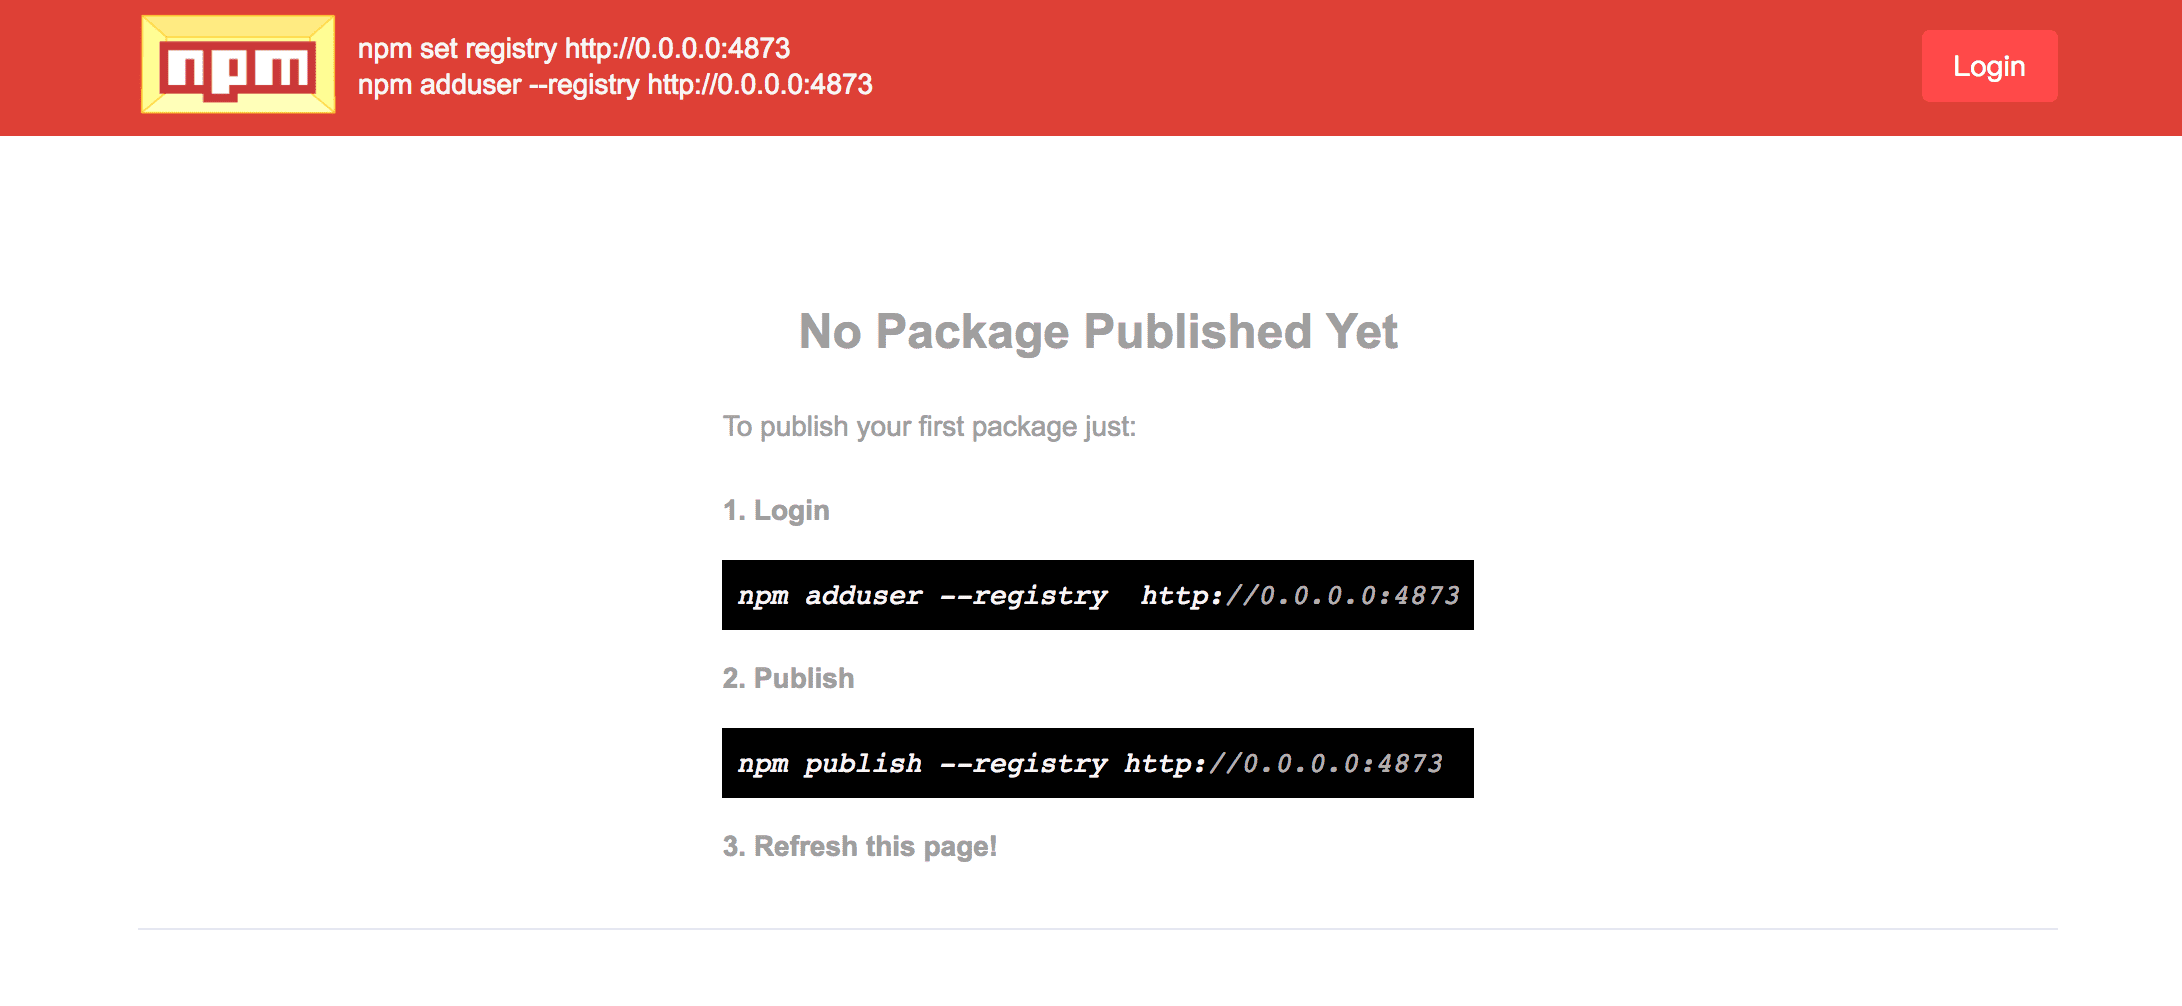 npm
npm set registry http://0.0.0.0:4873
npm adduser --registry http://0.0.0.0:4873
Login
No Package Published Yet
To publish your first package just:
1. Login
npm adduser --registry  http://0.0.0.0:4873
2. Publish
npm publish --registry http://0.0.0.0:4873
3. Refresh this page!